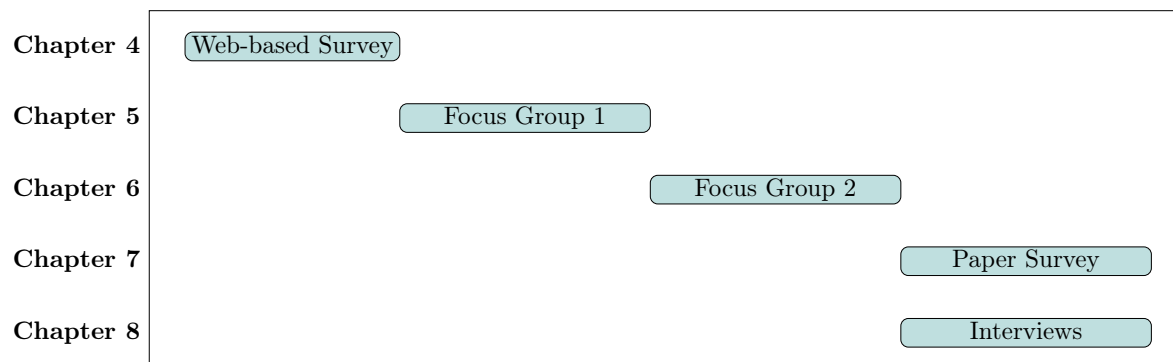 Chapter 4 Web-based Survey
Chapter 5 Focus Group 1
Chapter 6 Focus Group 2
Chapter 7 Paper Survey
Chapter 8 Interviews